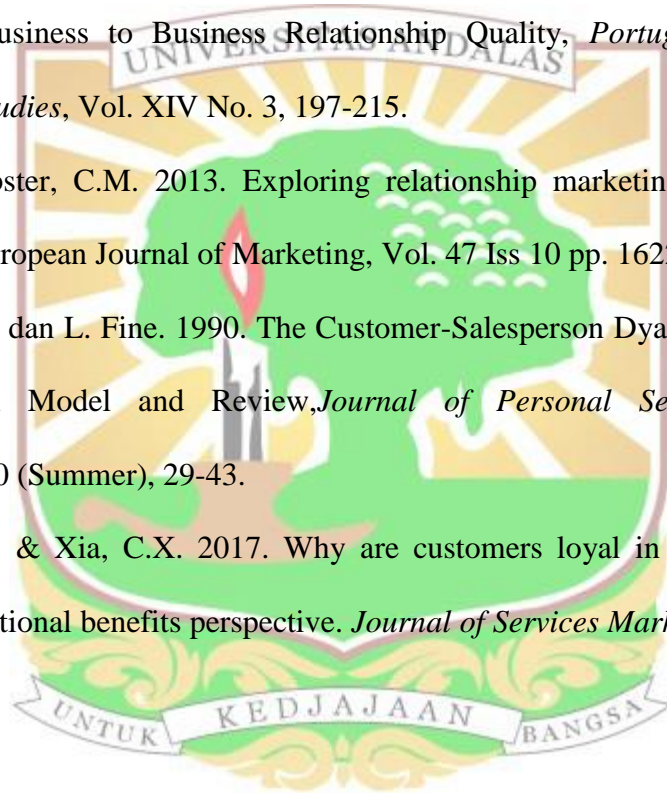 usiness to Business Relationship Quality, Portug
UNIVERSITAS ANDALAS
udies, Vol. XIV No. 3, 197-215.
oster, C.M. 2013. Exploring relationship marketin
ropean Journal of Marketing, Vol. 47 Iss 10 pp. 162
dan L. Fine. 1990. The Customer-Salesperson Dya
Model and Review,Journal of Personal Se
0 (Summer), 29-43.
& Xia, C.X. 2017. Why are customers loyal in
tional benefits perspective. Journal of Services Mark
UNTUK KEDJAJAAN BANGSA